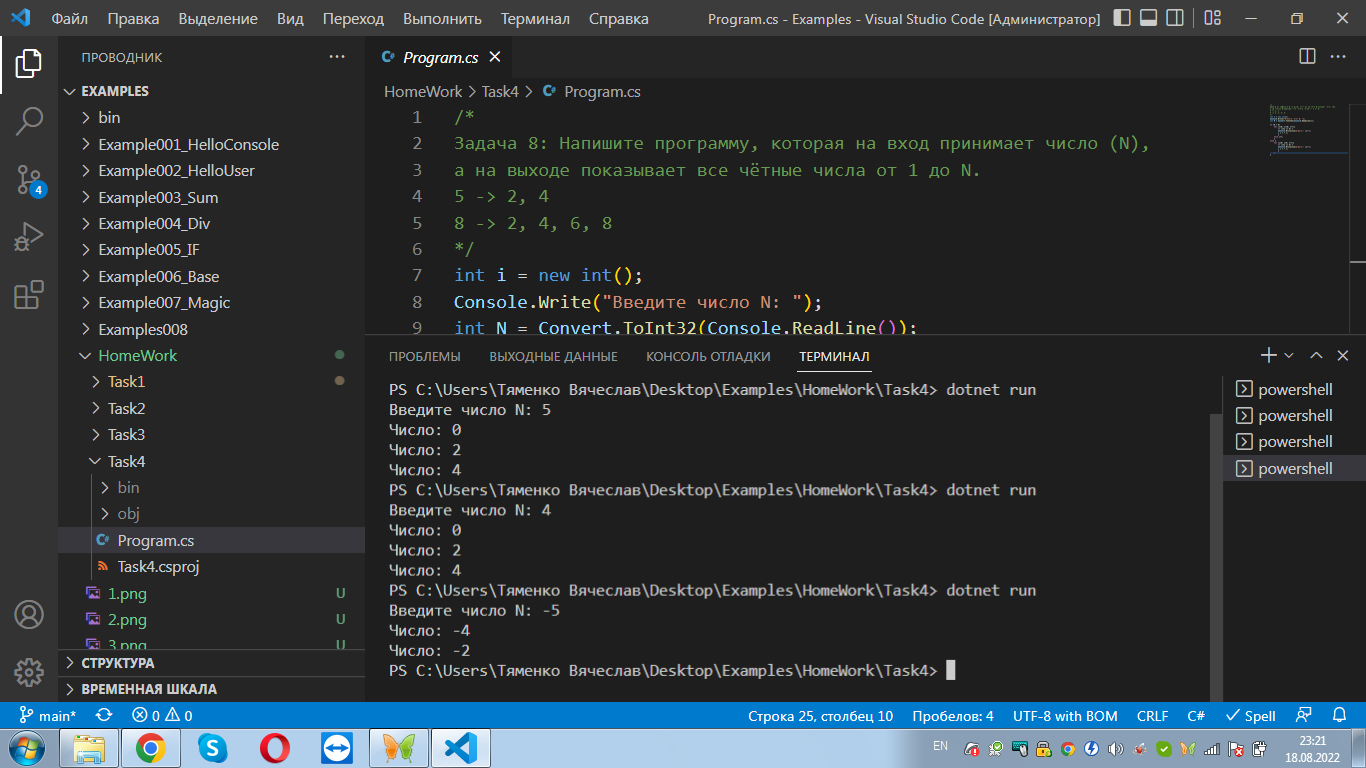 Файл Правка Выделение Вид Переход Выполнить Терминал Справка Program.cs - Examples - Visual Studio Code [Администратор]
ПРОВОДНИК
EXAMPLES
bin
Example001_HelloConsole
Example002_HelloUser
Example003_Sum
Example004_Div
Example005_IF
Example006_Base
Example007_Magic
Examples008
HomeWork
Task1
Task2
Task3
Task4
bin
obj
Program.cs
Task4.csproj
1.png U
2.png U
3.png U
СТРУКТУРА
ВРЕМЕННАЯ ШКАЛА
4
Program.cs
HomeWork > Task4 > Program.cs
1 /*
2 Задача 8: Напишите программу, которая на вход принимает число (N),
3 а на выходе показывает все чётные числа от 1 до N.
4 5 -> 2, 4
5 8 -> 2, 4, 6, 8
6 */
7 int i = new int();
8 Console.Write("Введите число N: ");
9 int N = Convert.ToInt32(Console.ReadLine());
ПРОБЛЕМЫ ВЫХОДНЫЕ ДАННЫЕ КОНСОЛЬ ОТЛАДКИ ТЕРМИНАЛ
PS C:\Users\Тяменко Вячеслав\Desktop\Examples\HomeWork\Task4> dotnet run
Введите число N: 5
Число: 0
Число: 2
Число: 4
PS C:\Users\Тяменко Вячеслав\Desktop\Examples\HomeWork\Task4> dotnet run
Введите число N: 4
Число: 0
Число: 2
Число: 4
PS C:\Users\Тяменко Вячеслав\Desktop\Examples\HomeWork\Task4> dotnet run
Введите число N: -5
Число: -4
Число: -2
PS C:\Users\Тяменко Вячеслав\Desktop\Examples\HomeWork\Task4>
powershell
powershell
powershell
powershell
main* 0 0 Строка 25, столбец 10 Пробелов: 4 UTF-8 with BOM CRLF C# Spell
EN 23:21
18.08.2022